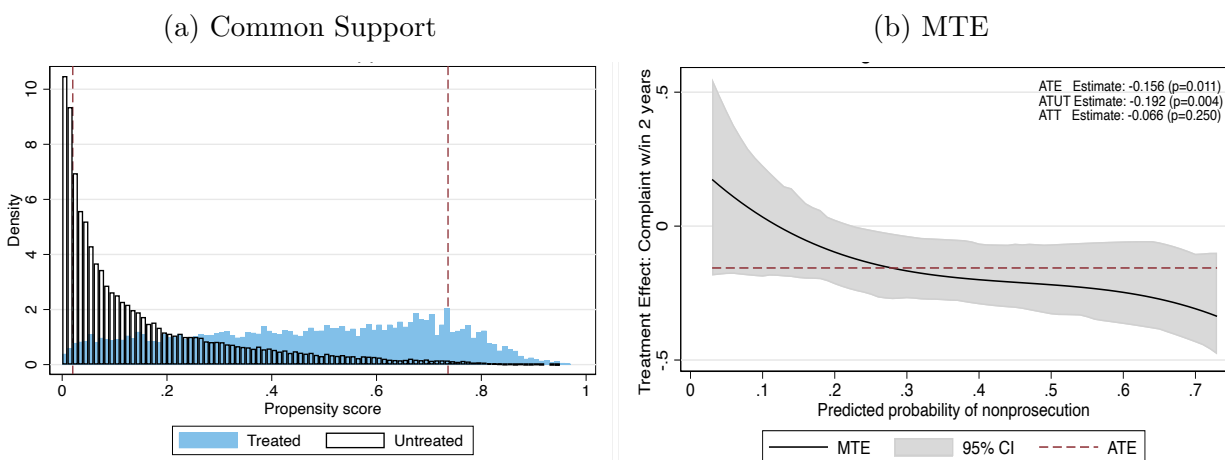 (a) Common Support
(b) MTE
10
8
6
4
2
0
Density
0
.2
.4
.6
.8
1
Propensity score
Treated
Untreated
ATE Estimate: -0.156 (p=0.011)
ATUT Estimate: -0.192 (p=0.004)
ATT Estimate: -0.066 (p=0.250)
.5
0
-.5
Treatment Effect: Complaint w/in 2 years
0
.1
.2
.3
.4
.5
.6
.7
Predicted probability of nonprosecution
MTE
95% CI
ATE